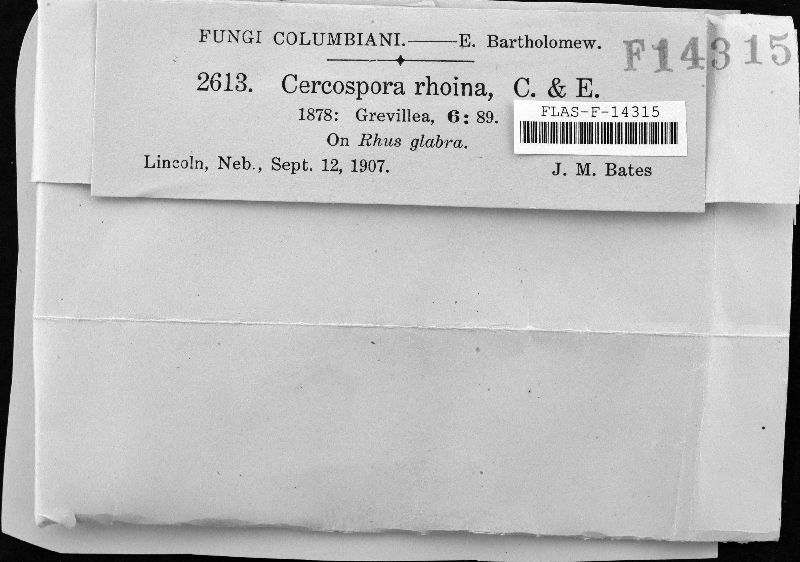 FUNGI COLUMBIANI.——E. Bartholomew.
F14315
2613. Cercospora rhoina, C. & E.
1878: Grevillea, 6: 89.
FLAS-F-14315
On Rhus glabra.
Lincoln, Neb., Sept. 12, 1907.
J. M. Bates